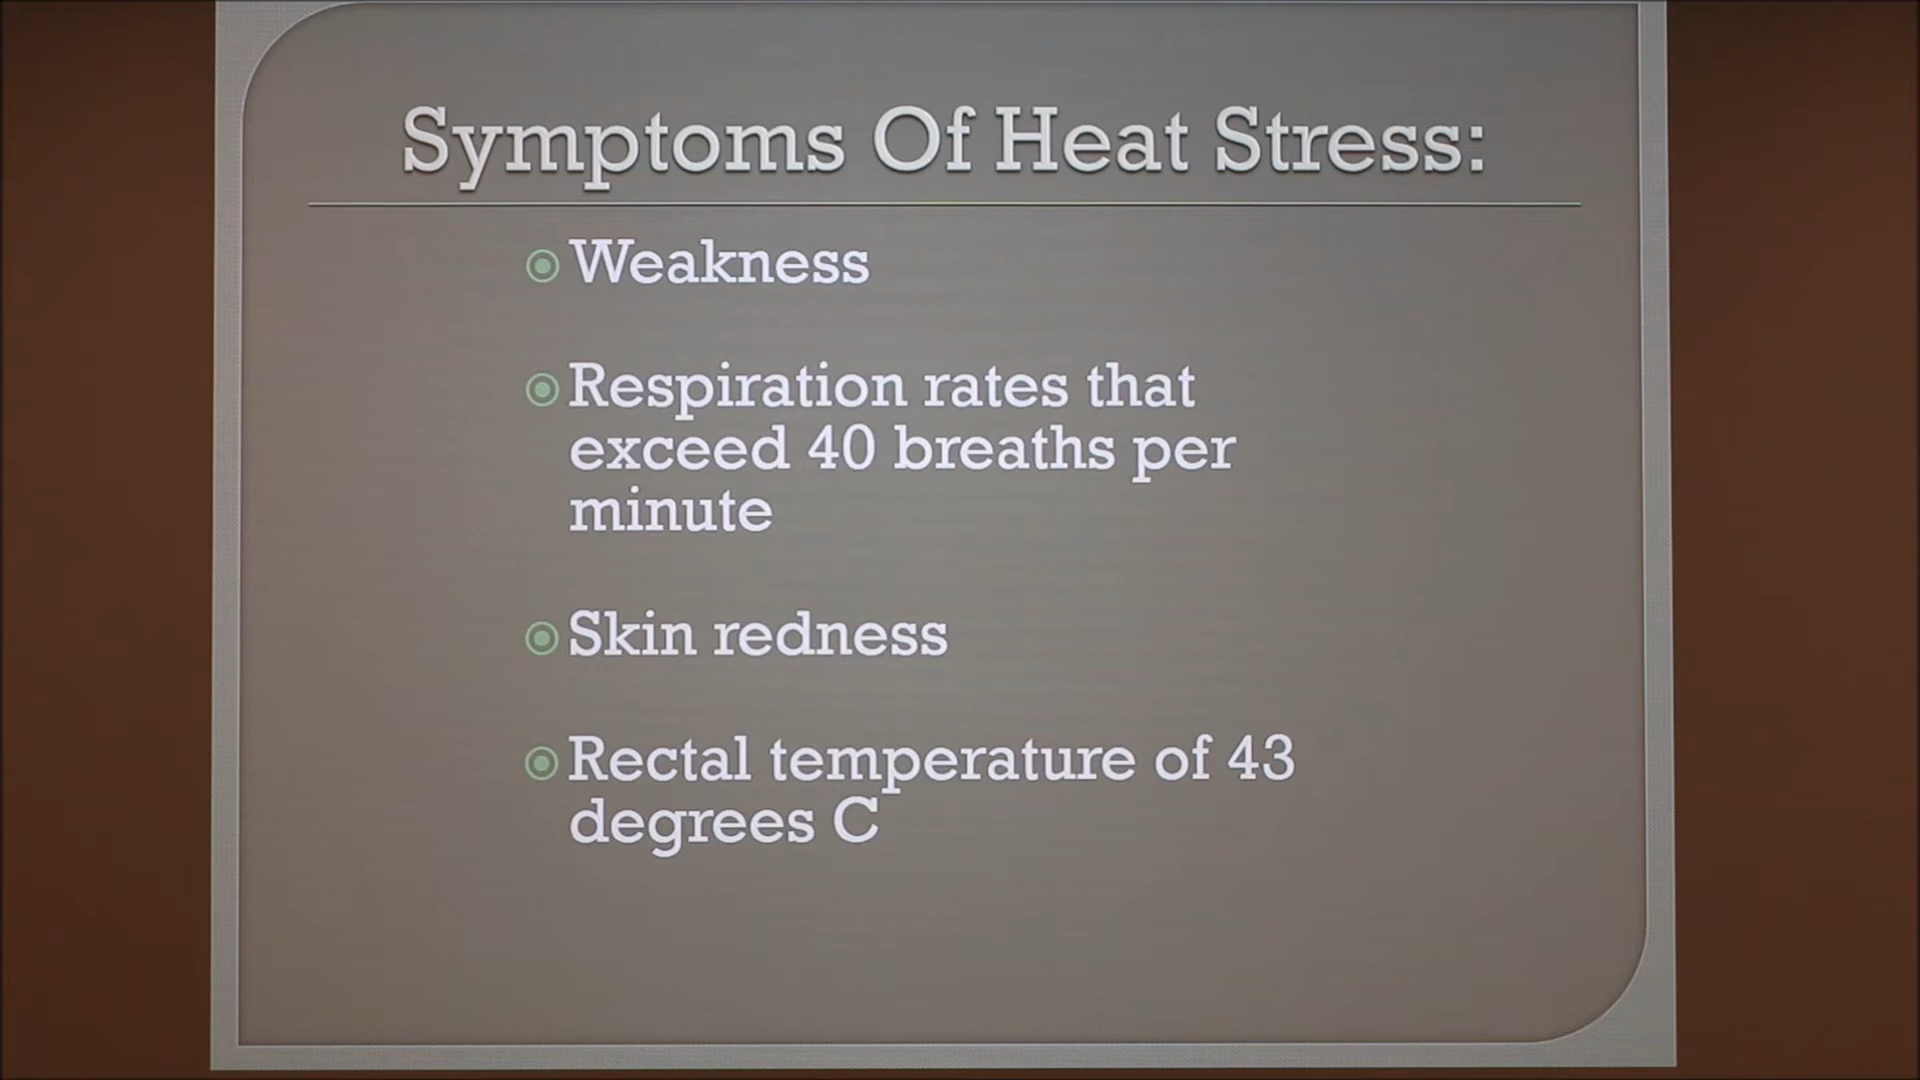 Symptoms Of Heat Stress:
Weakness
Respiration rates that
exceed 40 breaths per
minute
Skin redness
Rectal temperature of 43
degrees C